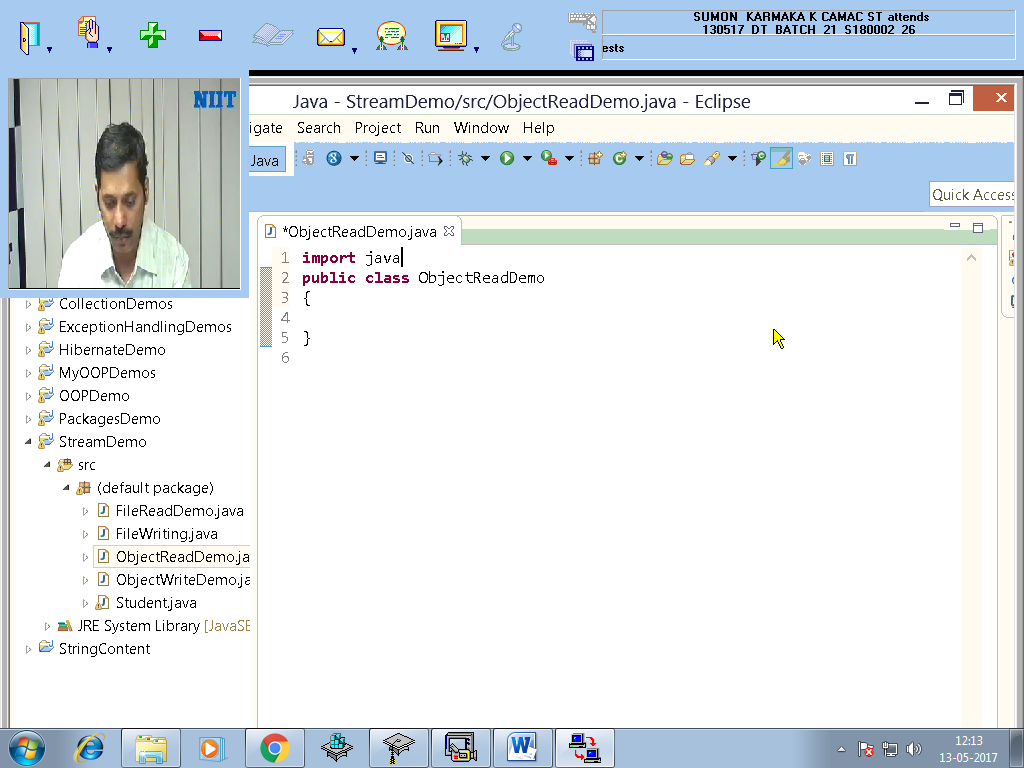 SUMON KARMAKA K CAMAC ST attends
130517 DT BATCH 21 S180002 26
ests
NIIT
Java - StreamDemo/src/ObjectReadDemo.java - Eclipse
igate Search Project Run Window Help
Java
Quick Access
*ObjectReadDemo.java
1 import java
2 public class ObjectReadDemo
3 {
4
5 }
6
CollectionDemos
ExceptionHandlingDemos
HibernateDemo
MyOOPDemos
OOPDemo
PackagesDemo
StreamDemo
src
(default package)
FileReadDemo.java
FileWriting.java
ObjectReadDemo.ja
ObjectWriteDemo.ja
Student.java
JRE System Library [JavaSE
StringContent
12:13
13-05-2017